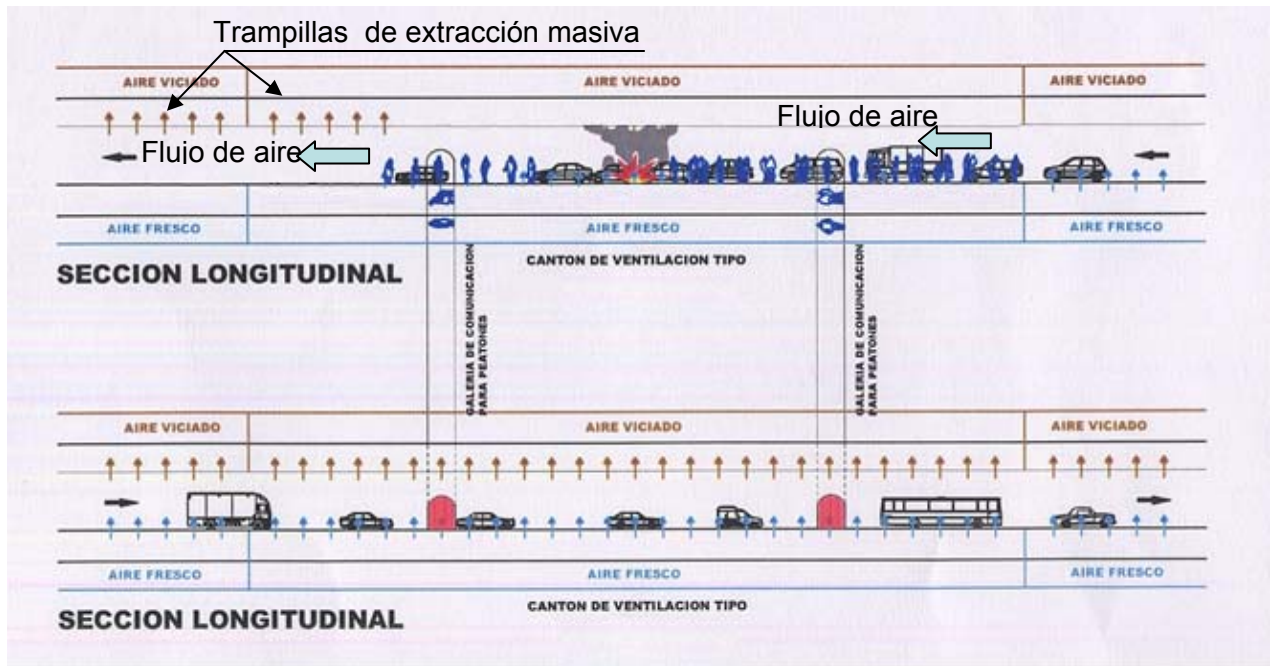 Trampillas de extracción masiva
AIRE VICIADO
AIRE VICIADO
AIRE VICIADO
Flujo de aire
Flujo de aire
AIRE FRESCO
AIRE FRESCO
AIRE FRESCO
SECCION LONGITUDINAL
CANTON DE VENTILACION TIPO
GALERIA DE COMUNICACION
PARA PEATONES
GALERIA DE COMUNICACION
PARA PEATONES
AIRE VICIADO
AIRE VICIADO
AIRE VICIADO
AIRE FRESCO
AIRE FRESCO
AIRE FRESCO
SECCION LONGITUDINAL
CANTON DE VENTILACION TIPO